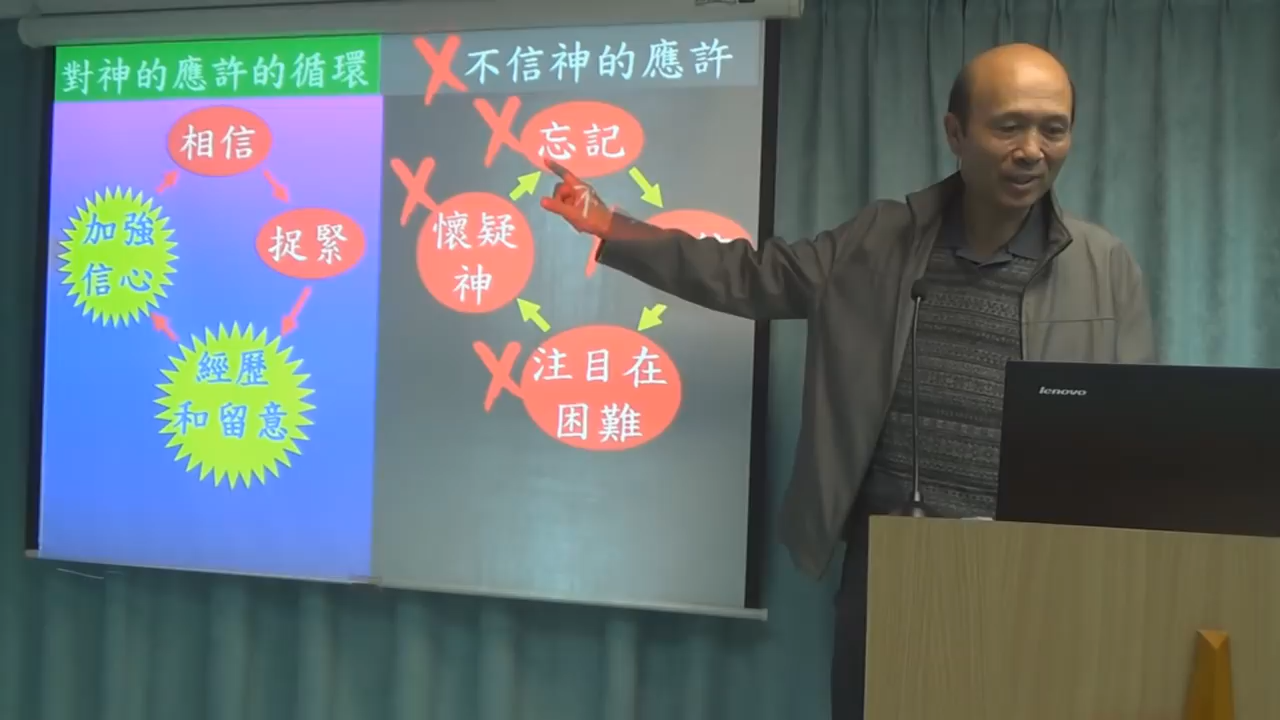 對神的應許的循環
相信
捉緊
經歷
和留意
加強
信心
不信神的應許
忘記
不
注目在
困難
懷疑
神
lenovo